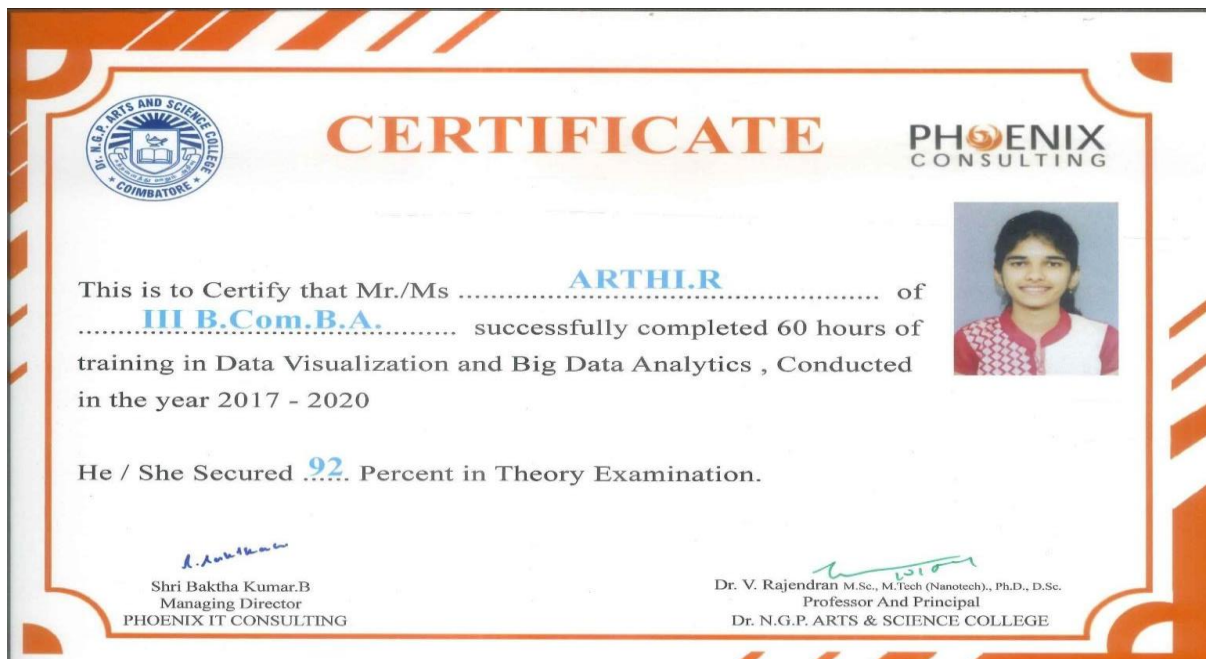 Dr. N.G.P. ARTS AND SCIENCE COLLEGE
* COIMBATORE *
CERTIFICATE
PHOENIX
CONSULTING
This is to Certify that Mr./Ms ............ARTHI.R............ of
............III B.Com.B.A............ successfully completed 60 hours of
training in Data Visualization and Big Data Analytics , Conducted
in the year 2017 - 2020
He / She Secured ..92.. Percent in Theory Examination.
Shri Baktha Kumar.B
Managing Director
PHOENIX IT CONSULTING
Dr. V. Rajendran M.Sc., M.Tech (Nanotech)., Ph.D., D.Sc.
Professor And Principal
Dr. N.G.P. ARTS & SCIENCE COLLEGE